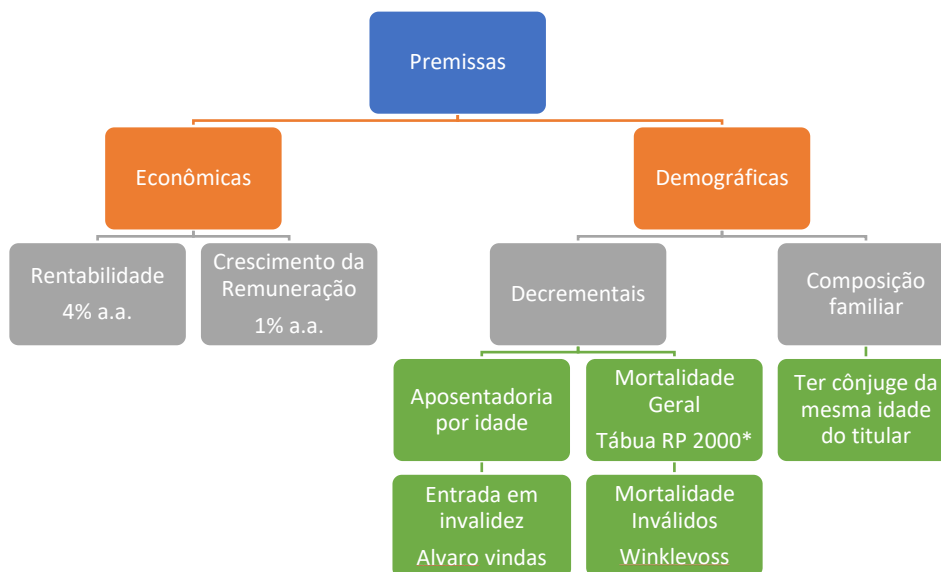 Premissas
Econômicas
Demográficas
Rentabilidade
4% a.a.
Crescimento da
Remuneração
1% a.a.
Decrementais
Composição
familiar
Aposentadoria
por idade
Mortalidade
Geral
Tábua RP 2000*
Ter cônjuge da
mesma idade
do titular
Entrada em
invalidez
Alvaro vindas
Mortalidade
Inválidos
Winklevoss